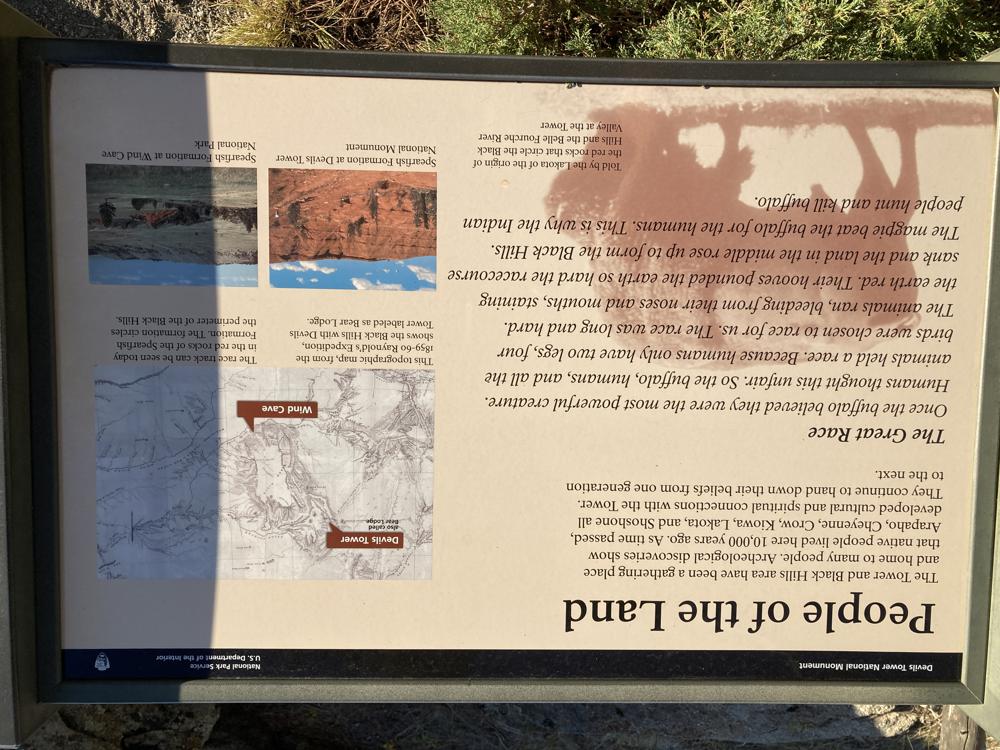 Devils Tower National Monument
National Park Service
U.S. Department of the Interior
People of the Land
The Tower and Black Hills area have been a gathering place
and home to many people. Archeological discoveries show
that native people lived here 10,000 years ago. As time passed,
Arapaho, Cheyenne, Crow, Kiowa, Lakota, and Shoshone all
developed cultural and spiritual connections with the Tower.
They continue to hand down their beliefs from one generation
to the next.
The Great Race
Once the buffalo believed they were the most powerful creature.
Humans thought this unfair. So the buffalo, humans, and all the
animals held a race. Because humans only have two legs, four
birds were chosen to race for us. The race was long and hard.
The animals ran, bleeding from their noses and mouths, staining
the earth red. Their hooves pounded the earth so hard the racecourse
sank and the land in the middle rose up to form the Black Hills.
The magpie beat the buffalo for the humans. This is why the Indian
people hunt and kill buffalo.
Told by the Lakota of the origin of
the red rocks that circle the Black
Hills and the Belle Fourche River
Valley at the Tower
Devils Tower
also called
Bear Lodge
Wind Cave
This topographic map, from the
1859-60 Raynold's Expedition,
shows the Black Hills with Devils
Tower labeled as Bear Lodge.
The race track can be seen today
in the red rocks of the Spearfish
Formation. The formation circles
the perimeter of the Black Hills.
Spearfish Formation at Devils Tower
National Monument
Spearfish Formation at Wind Cave
National Park